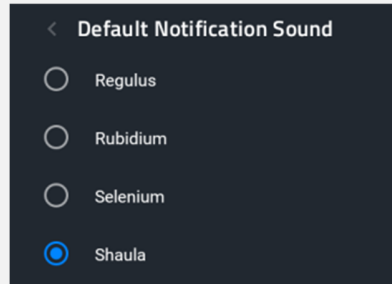 Default Notification Sound
Regulus
Rubidium
Selenium
Shaula